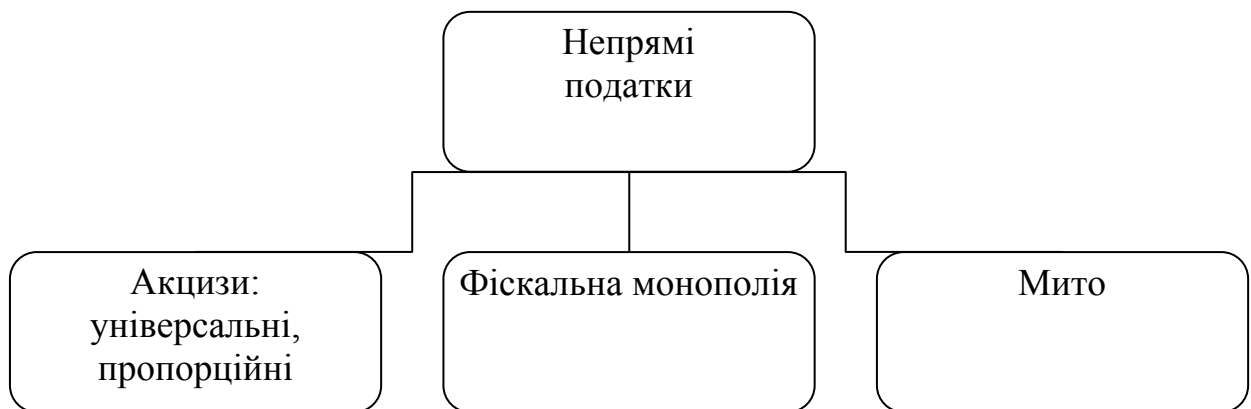 Непрямі
податки
Акцизи:
універсальні,
пропорційні
Фіскальна монополія
Мито